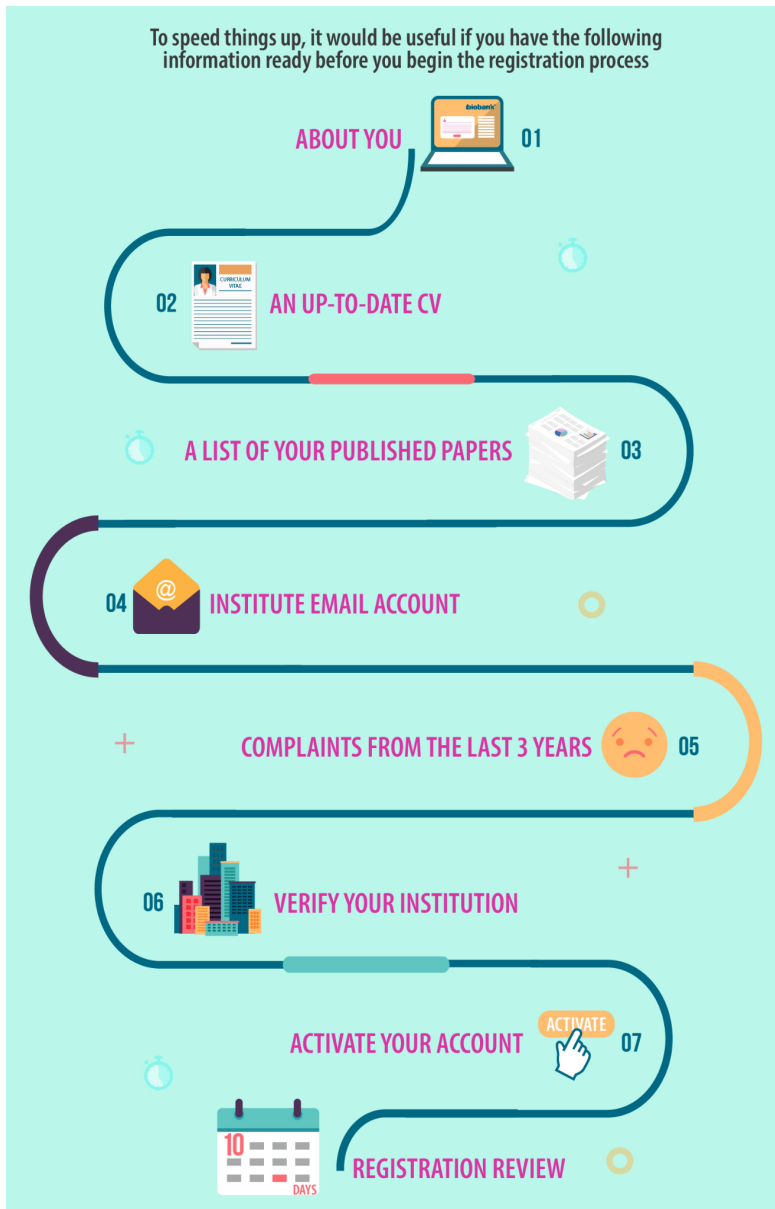 To speed things up, it would be useful if you have the following
information ready before you begin the registration process
ABOUT YOU
01
02
CURRICULUM
VITAE
AN UP-TO-DATE CV
A LIST OF YOUR PUBLISHED PAPERS
03
04
@
INSTITUTE EMAIL ACCOUNT
COMPLAINTS FROM THE LAST 3 YEARS
05
06
VERIFY YOUR INSTITUTION
ACTIVATE YOUR ACCOUNT
ACTIVATE
07
10
DAYS
REGISTRATION REVIEW